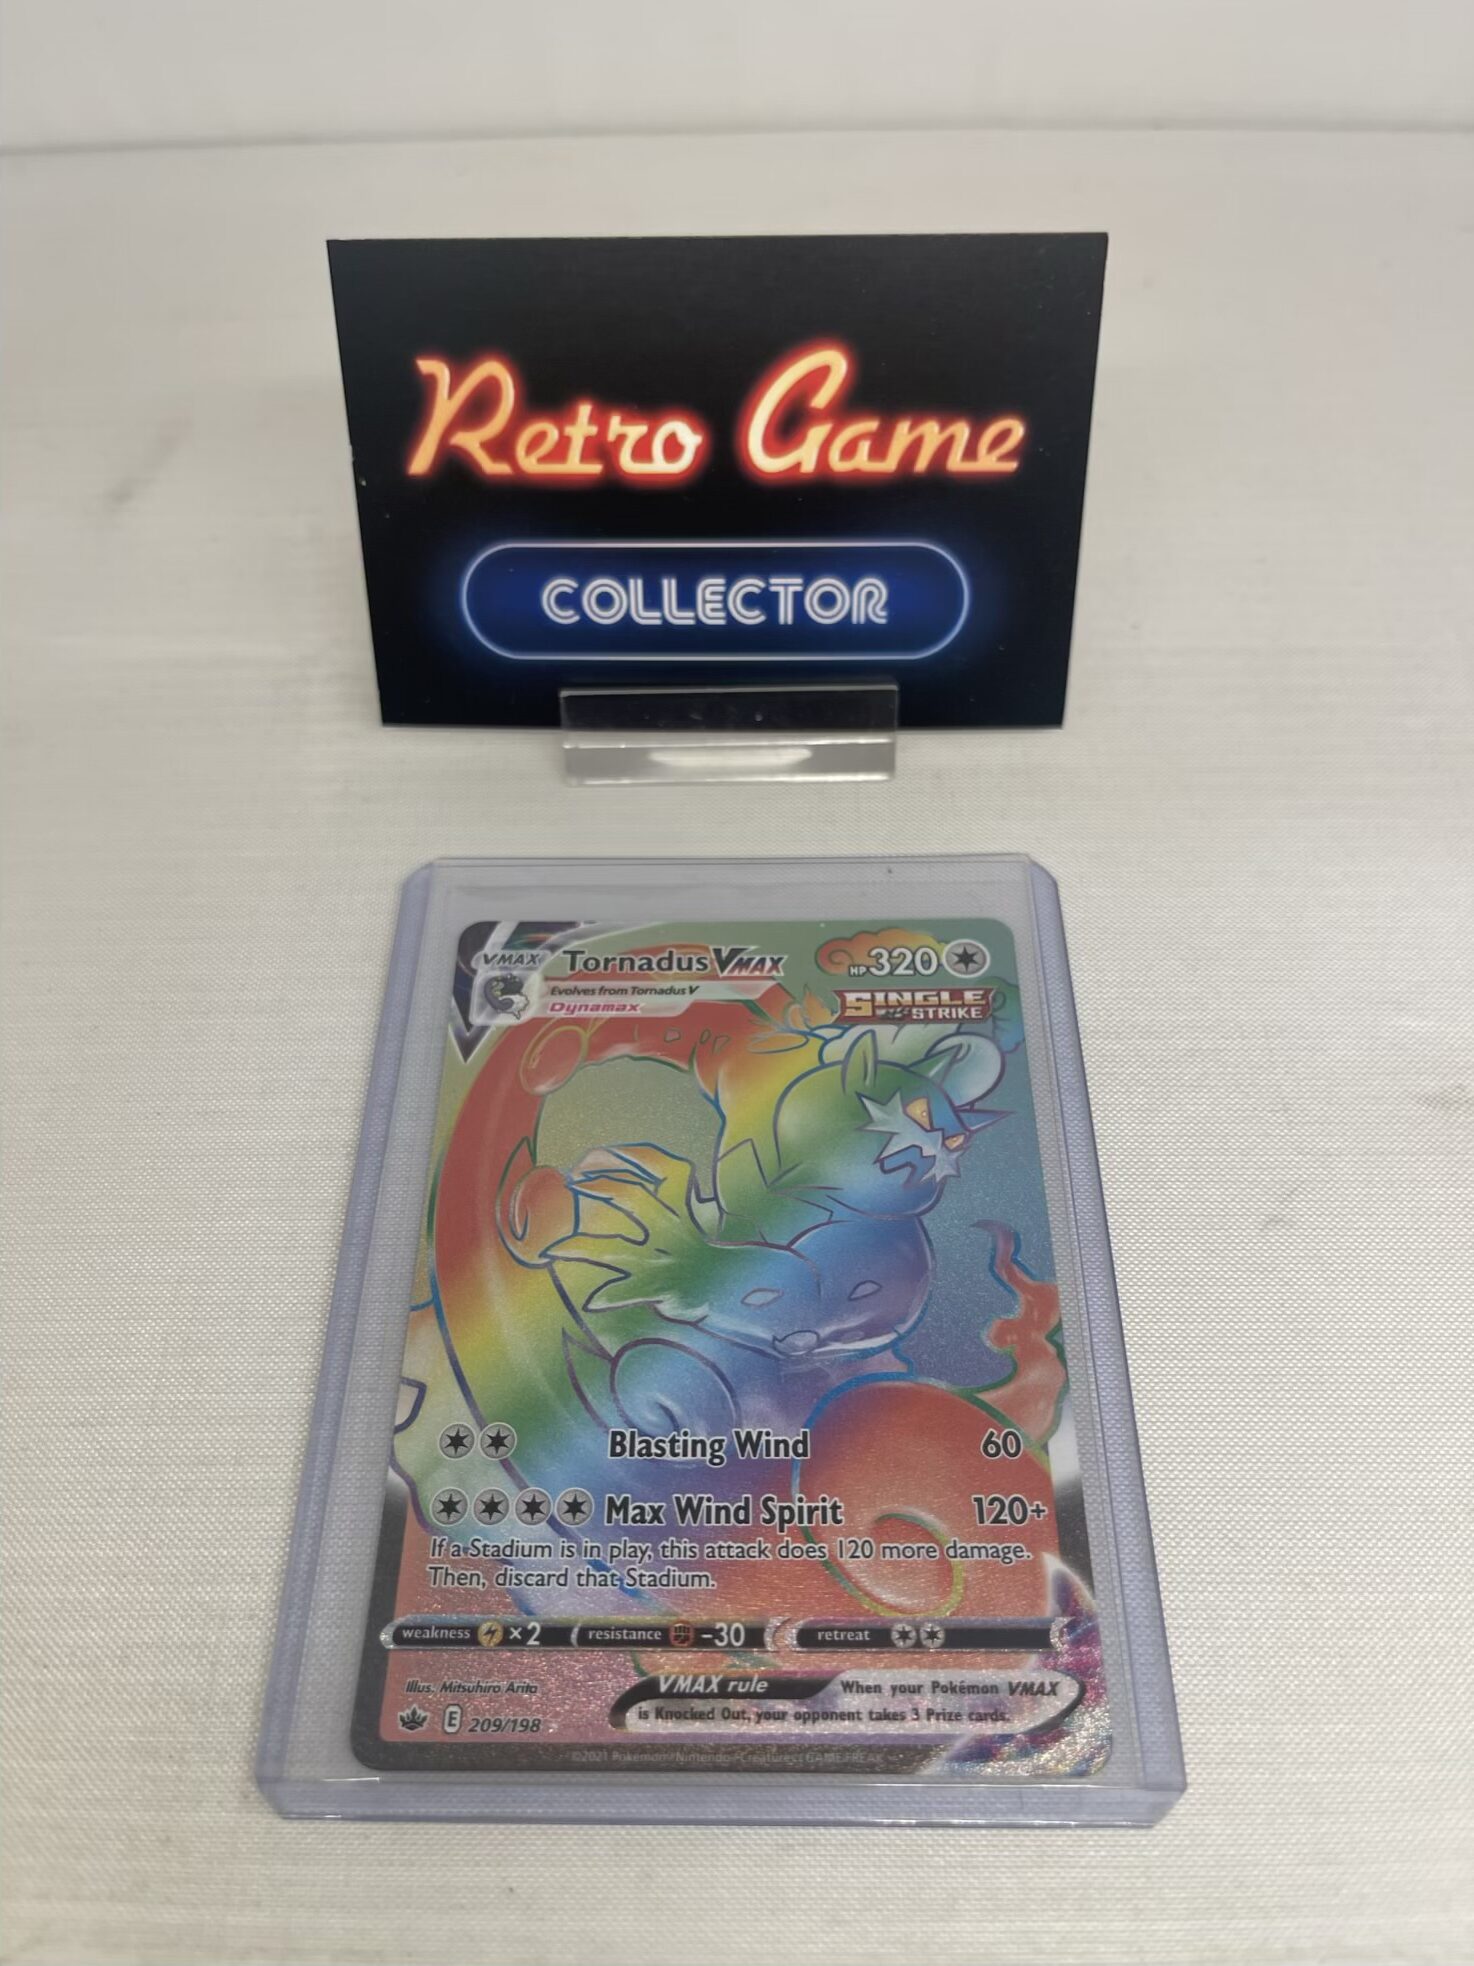 Retro Game
COLLECTOR
VMAX Tornadus VMAX HP 320
Evolves from Tornadus V
Dynamax
SINGLE
STRIKE
Blasting Wind 60
Max Wind Spirit 120+
If a Stadium is in play, this attack does 120 more damage.
Then, discard that Stadium.
weakness ×2 resistance -30 retreat
Illus. Mitsuhiro Arita
VMAX rule When your Pokémon VMAX
is Knocked Out, your opponent takes 3 Prize cards.
E 209/198
©2021 Pokémon/Nintendo/Creatures/GAME FREAK